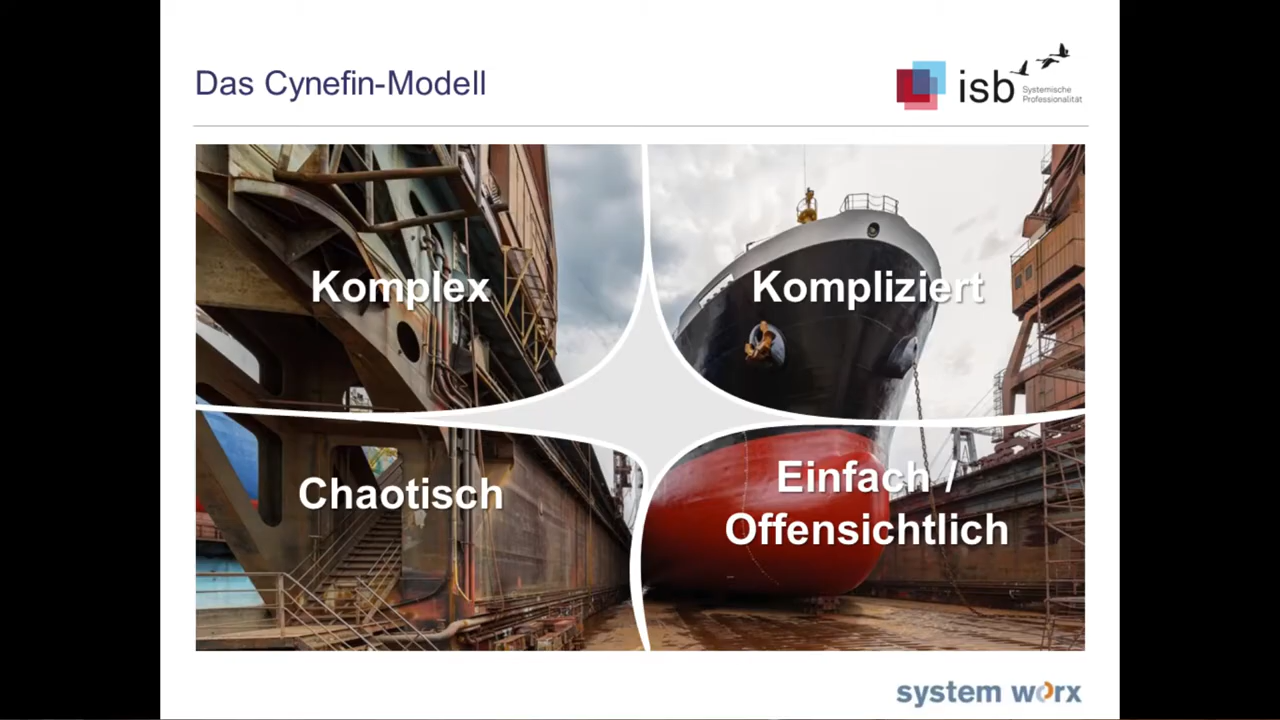 Das Cynefin-Modell
isb
Systemische
Professionalität
Komplex
Kompliziert
Chaotisch
Einfach /
Offensichtlich
system worx